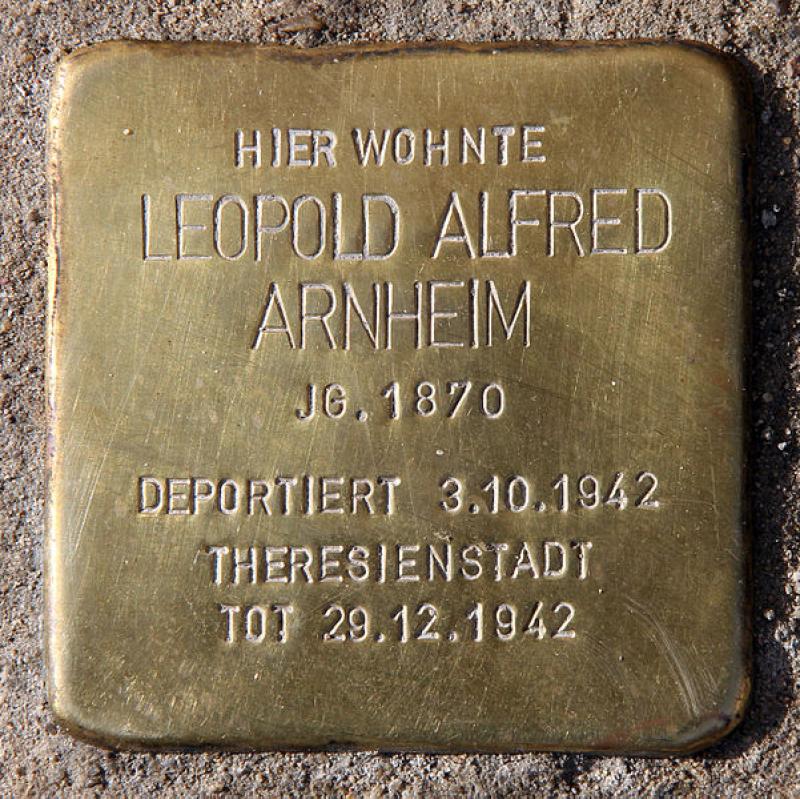 HIER WOHNTE
LEOPOLD ALFRED
ARNHEIM
JG. 1870
DEPORTIERT 3.10.1942
THERESIENSTADT
TOT 29.12.1942